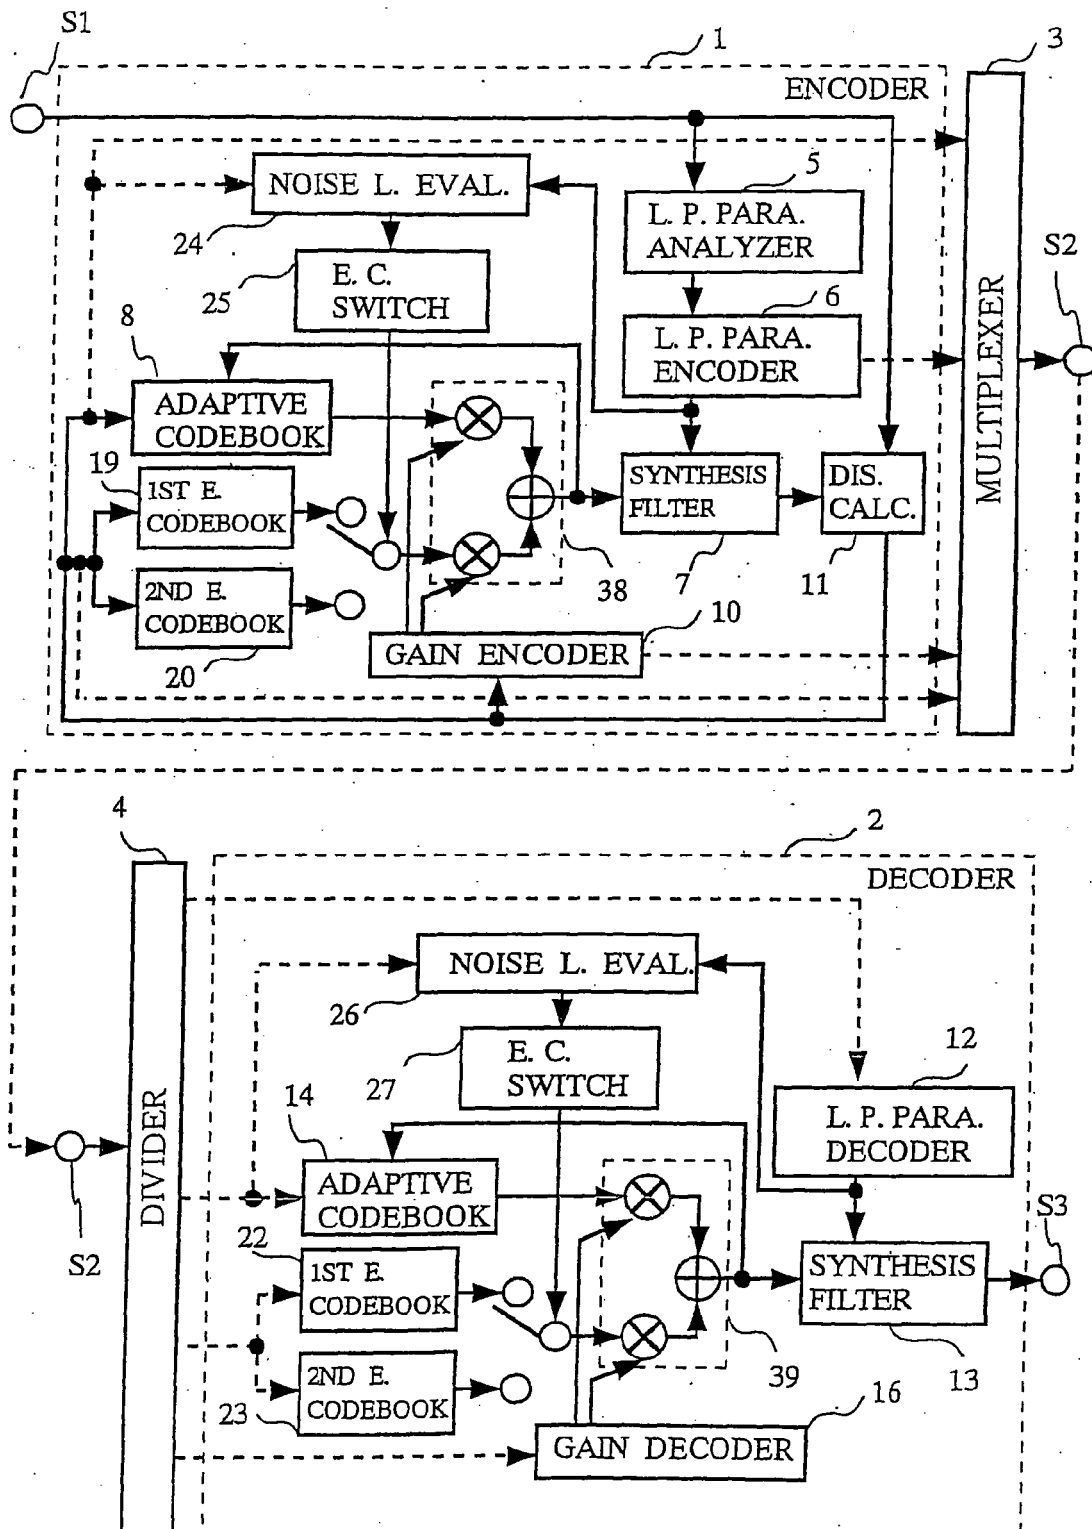 S1
1
3
ENCODER
NOISE L. EVAL.
24
5
L. P. PARA.
ANALYZER
S2
25
E. C.
SWITCH
6
L. P. PARA.
ENCODER
MULTIPLEXER
8
ADAPTIVE
CODEBOOK
19
1ST E.
CODEBOOK
SYNTHESIS
FILTER
7
DIS.
CALC.
11
38
2ND E.
CODEBOOK
20
10
GAIN ENCODER
4
2
DECODER
NOISE L. EVAL.
26
E. C.
SWITCH
27
12
L. P. PARA.
DECODER
DIVIDER
14
ADAPTIVE
CODEBOOK
S2
22
1ST E.
CODEBOOK
S3
SYNTHESIS
FILTER
13
39
2ND E.
CODEBOOK
23
16
GAIN DECODER